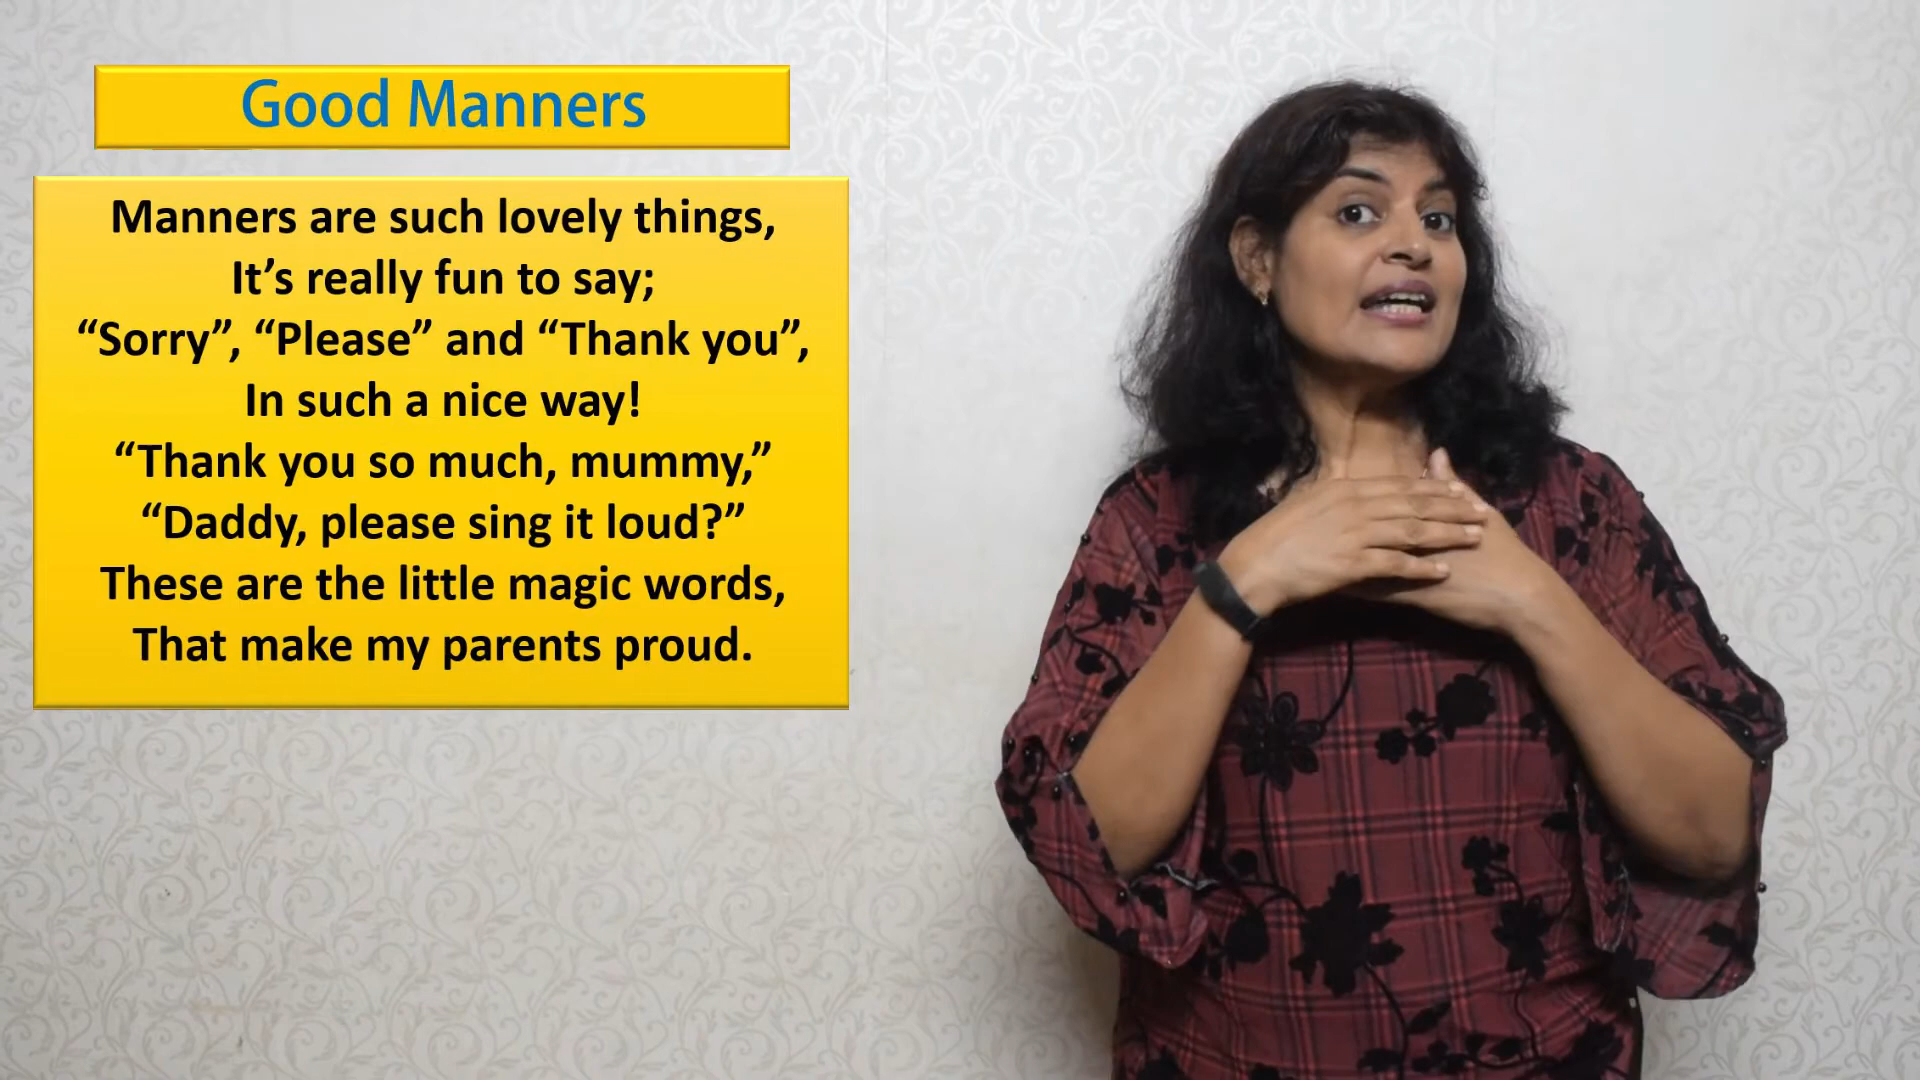 Good Manners
Manners are such lovely things,
It’s really fun to say;
“Sorry”, “Please” and “Thank you”,
In such a nice way!
“Thank you so much, mummy,”
“Daddy, please sing it loud?”
These are the little magic words,
That make my parents proud.